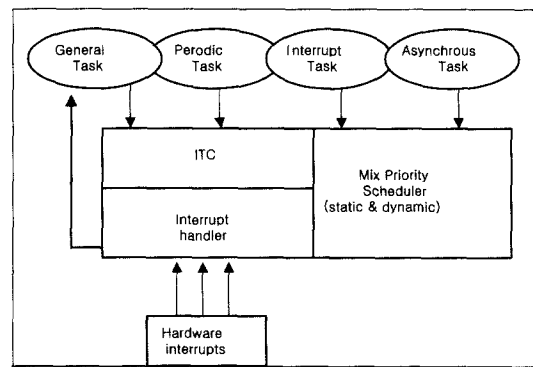 General
Task
Perodic
Task
Interrupt
Task
Asynchrous
Task
ITC
Mix Priority
Scheduler
(static & dynamic)
Interrupt
handler
Hardware
interrupts